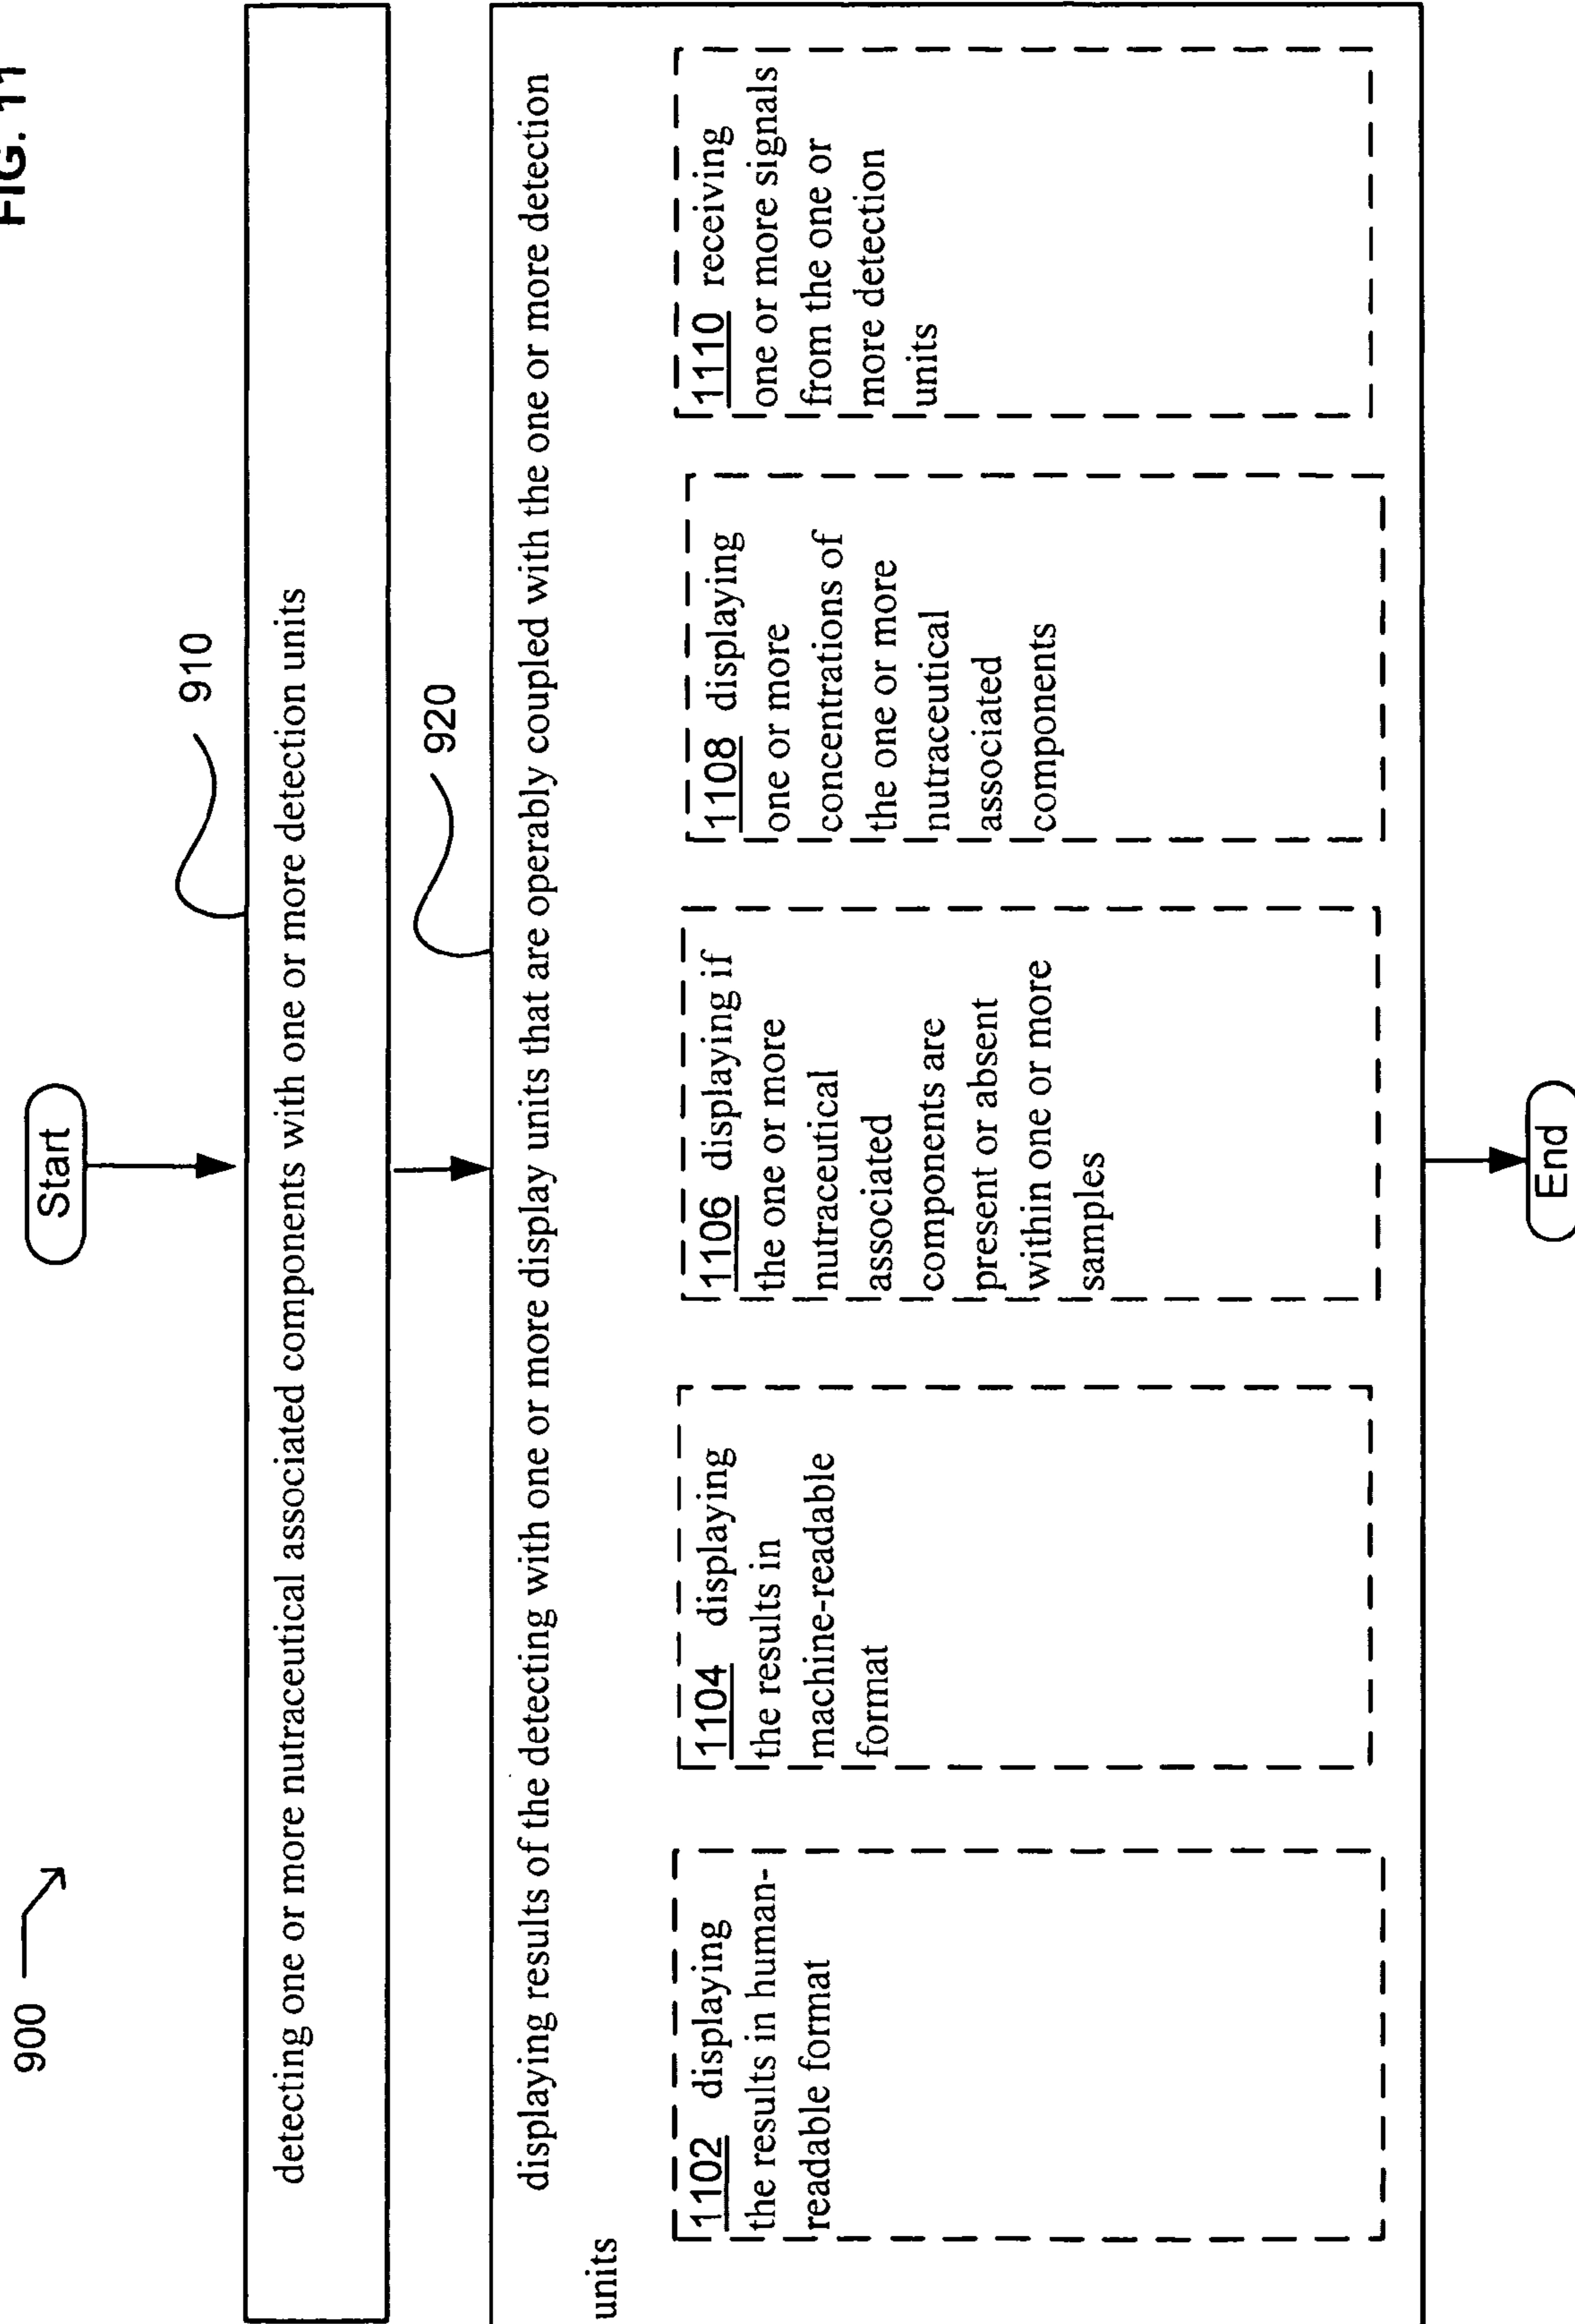 FIG. 11
900
Start
910
detecting one or more nutraceutical associated components with one or more detection units
920
displaying results of the detecting with one or more display units that are operably coupled with the one or more detection
units
1102 displaying
the results in human-
readable format
1104 displaying
the results in
machine-readable
format
1106 displaying if
the one or more
nutraceutical
associated
components are
present or absent
within one or more
samples
1108 displaying
one or more
concentrations of
the one or more
nutraceutical
associated
components
1110 receiving
one or more signals
from the one or
more detection
units
End